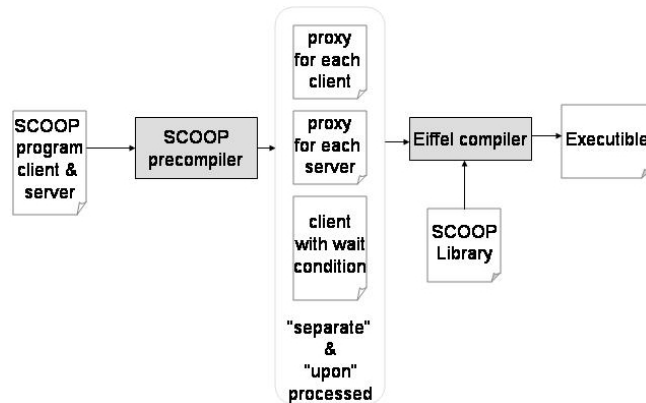 SCOOP
program
client &
server
SCOOP
precompiler
proxy
for each
client
proxy
for each
server
client
with wait
condition
"separate"
&
"upon"
processed
Eiffel compiler
SCOOP
Library
Executible